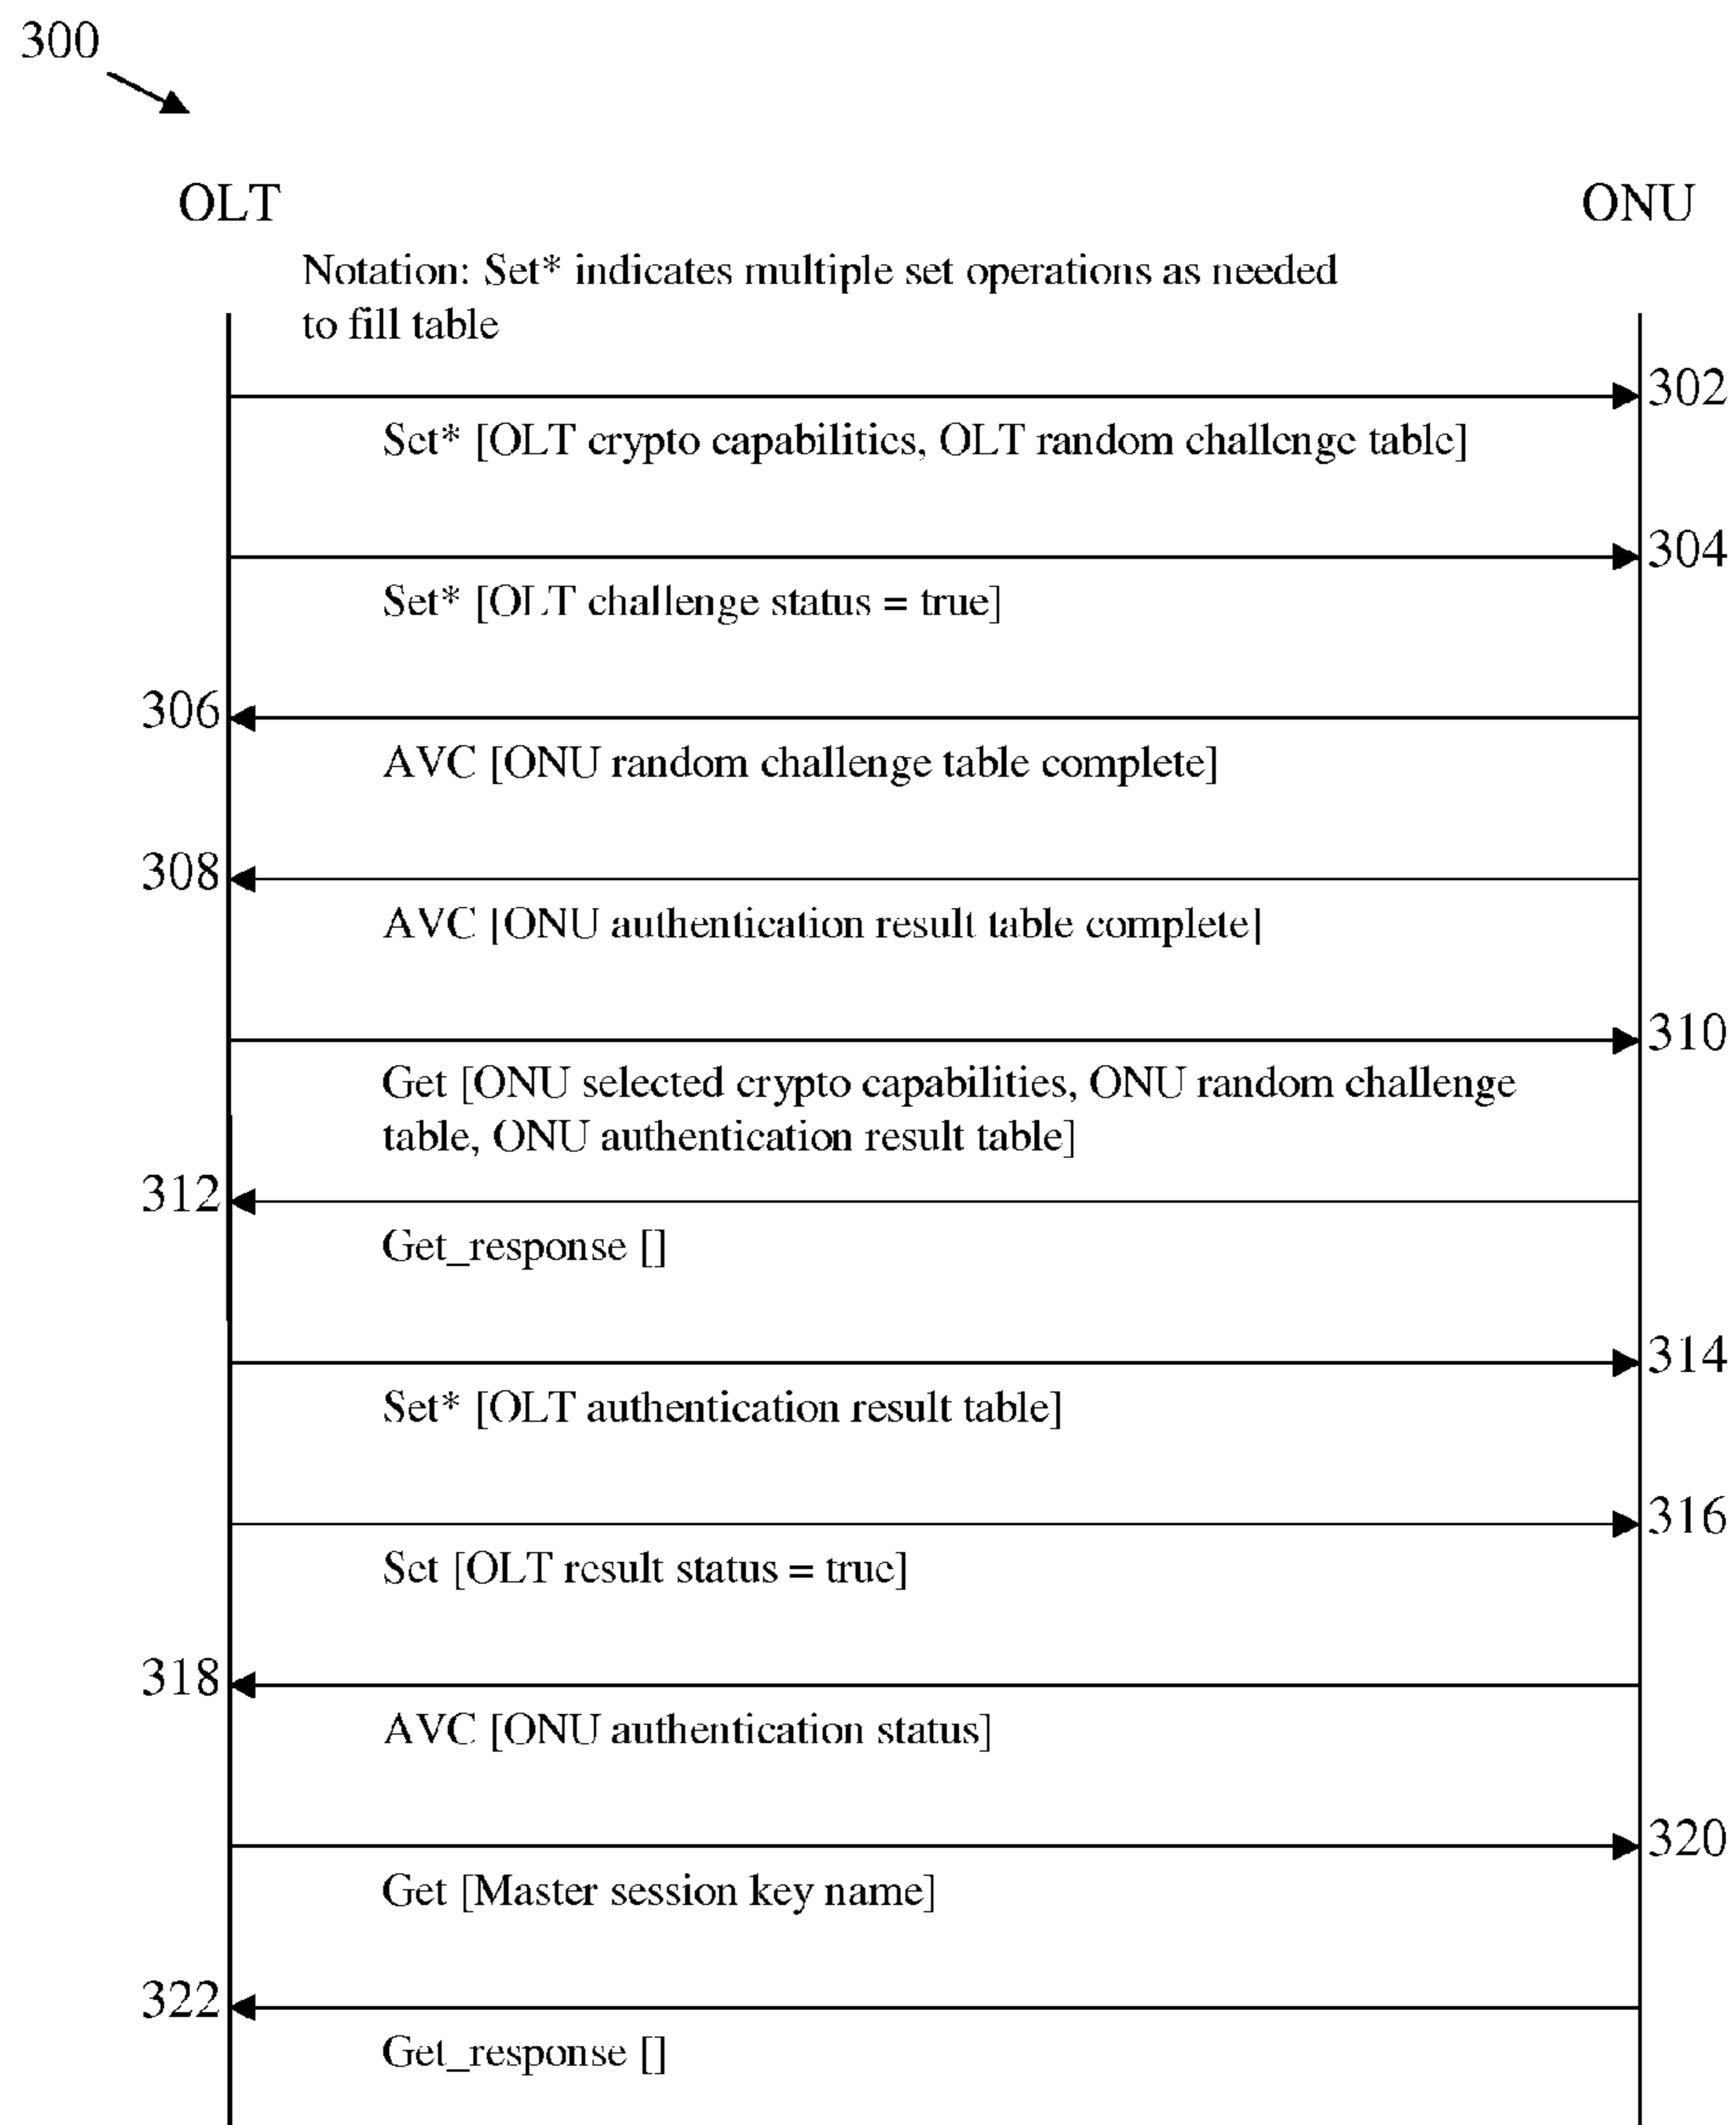 300
OLT
ONU
Notation: Set* indicates multiple set operations as needed
to fill table
302
Set* [OLT crypto capabilities, OLT random challenge table]
304
Set* [OLT challenge status = true]
306
AVC [ONU random challenge table complete]
308
AVC [ONU authentication result table complete]
310
Get [ONU selected crypto capabilities, ONU random challenge
table, ONU authentication result table]
312
Get_response []
314
Set* [OLT authentication result table]
316
Set [OLT result status = true]
318
AVC [ONU authentication status]
320
Get [Master session key name]
322
Get_response []